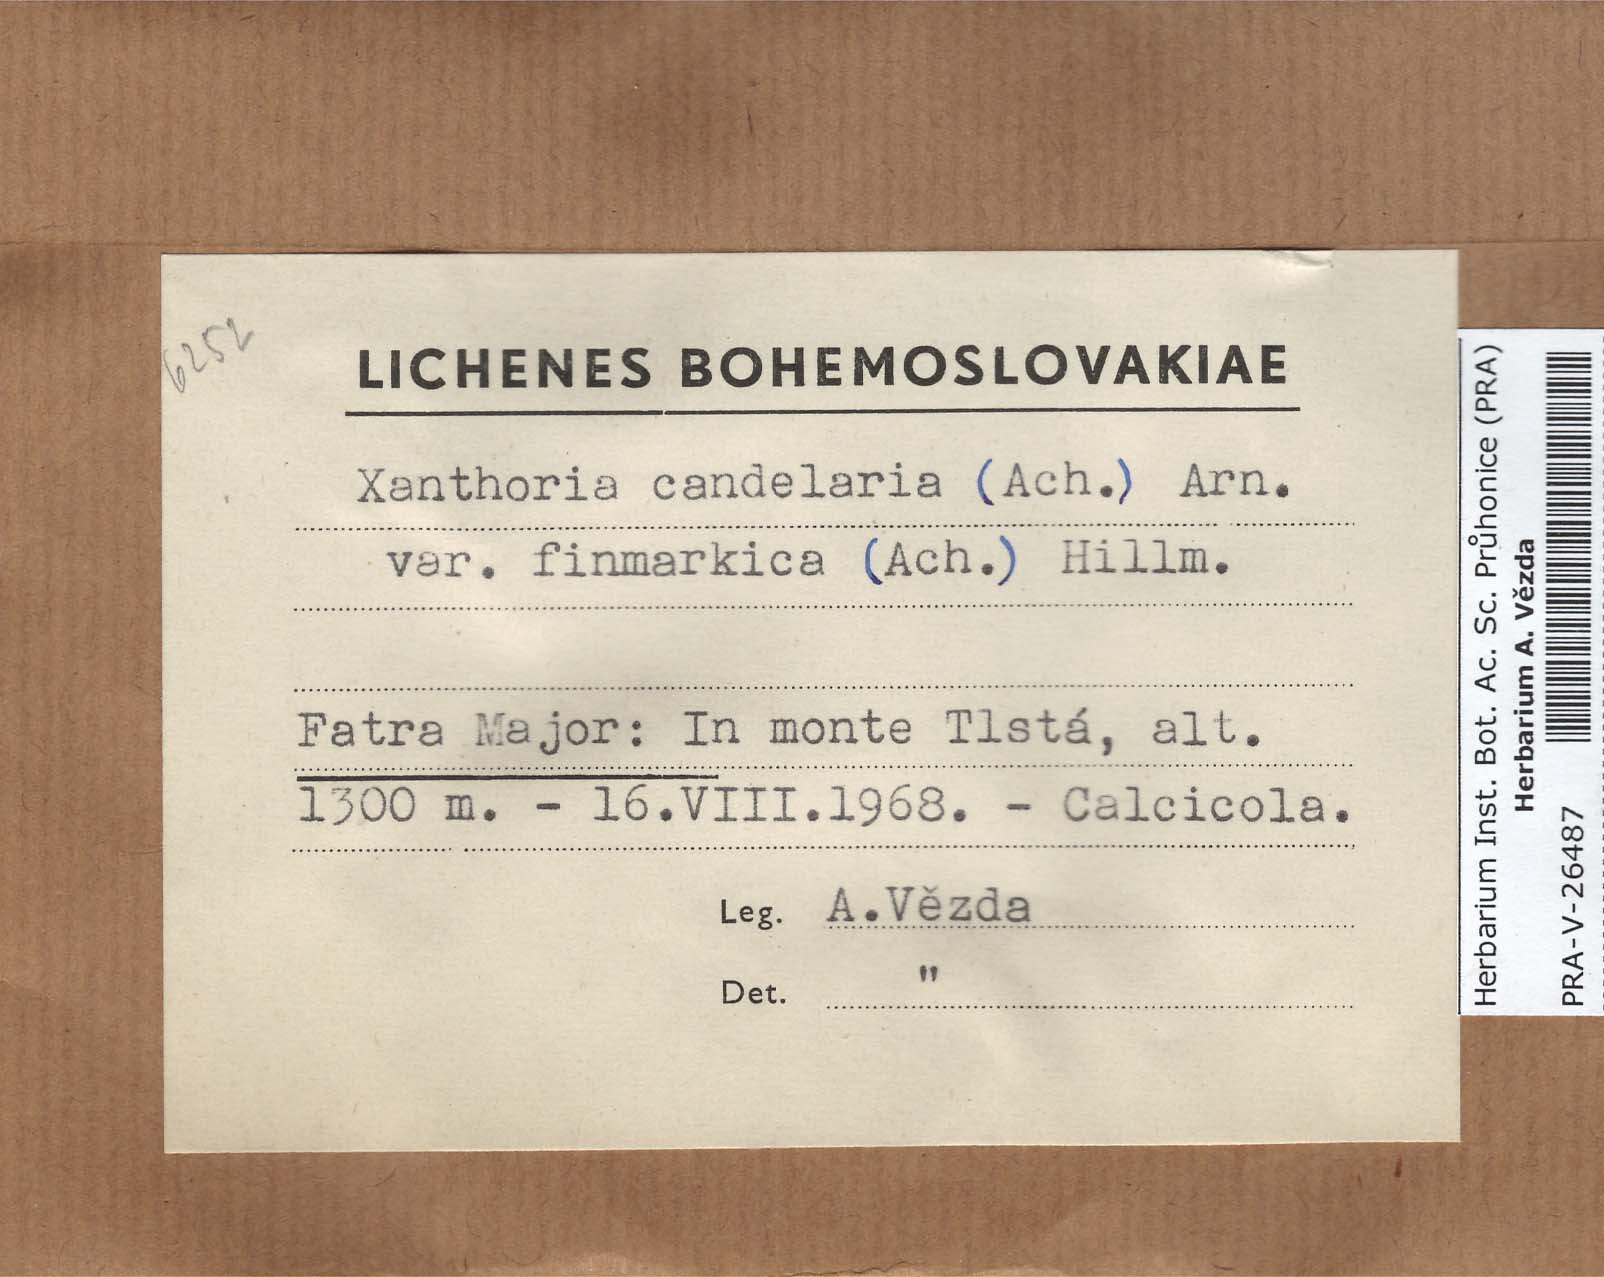 6252
LICHENES BOHEMOSLOVAKIAE
Xanthoria candelaria (Ach.) Arn.
var. finmarkica (Ach.) Hillm.
Fatra Major: In monte Tlstá, alt.
1300 m. - 16.VIII.1968. - Calcicola.
Leg. A.Vězda
Det. "
Herbarium Inst. Bot. Ac. Sc. Průhonice (PRA)
Herbarium A. Vězda
PRA-V-26487